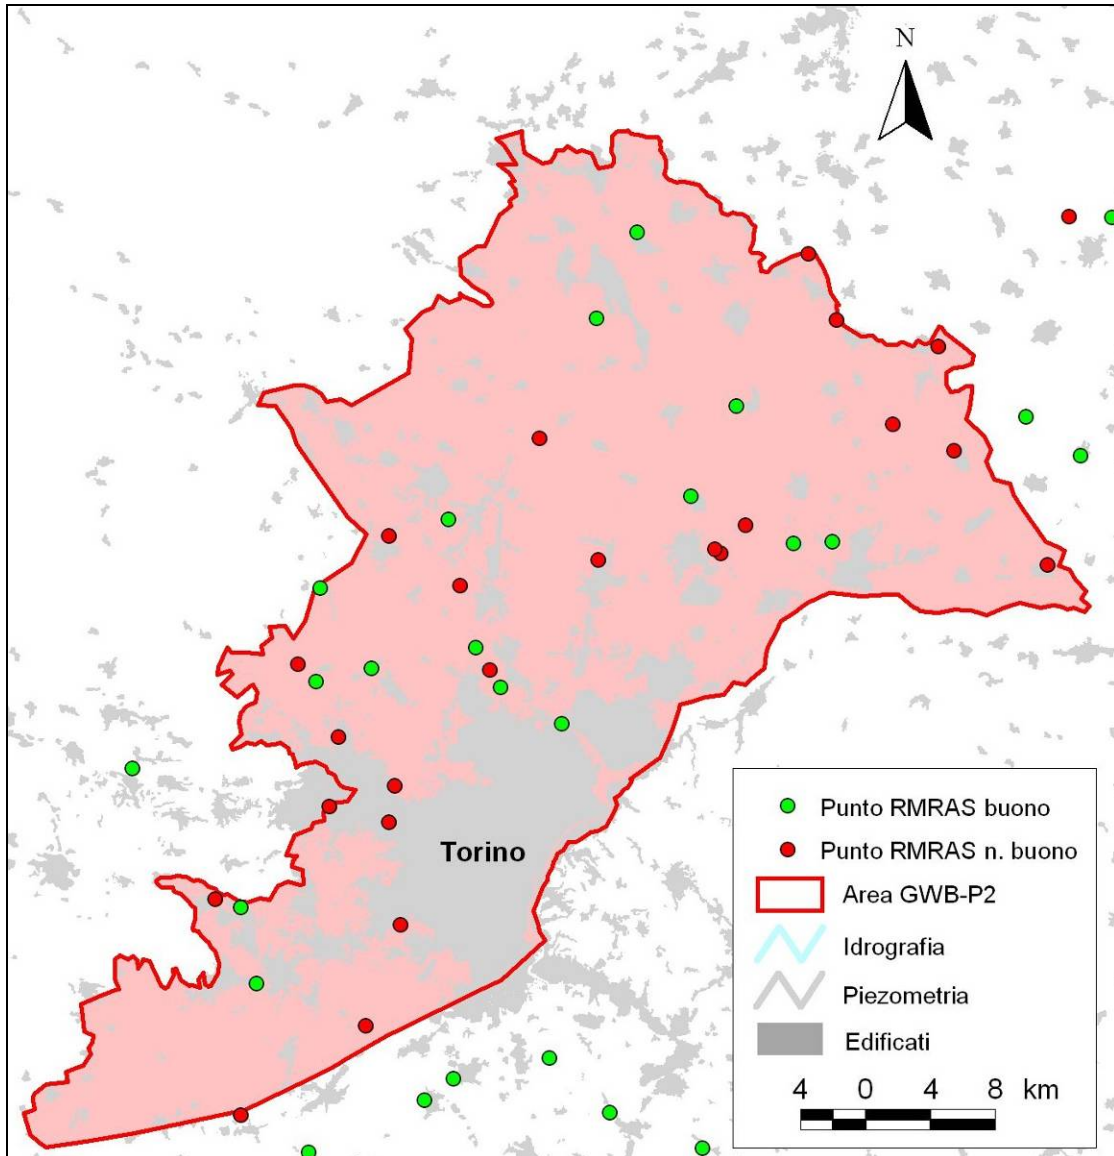 N
Torino
Punto RMRAS buono
Punto RMRAS n. buono
Area GWB-P2
Idrografia
Piezometria
Edificati
4 0 4 8 km